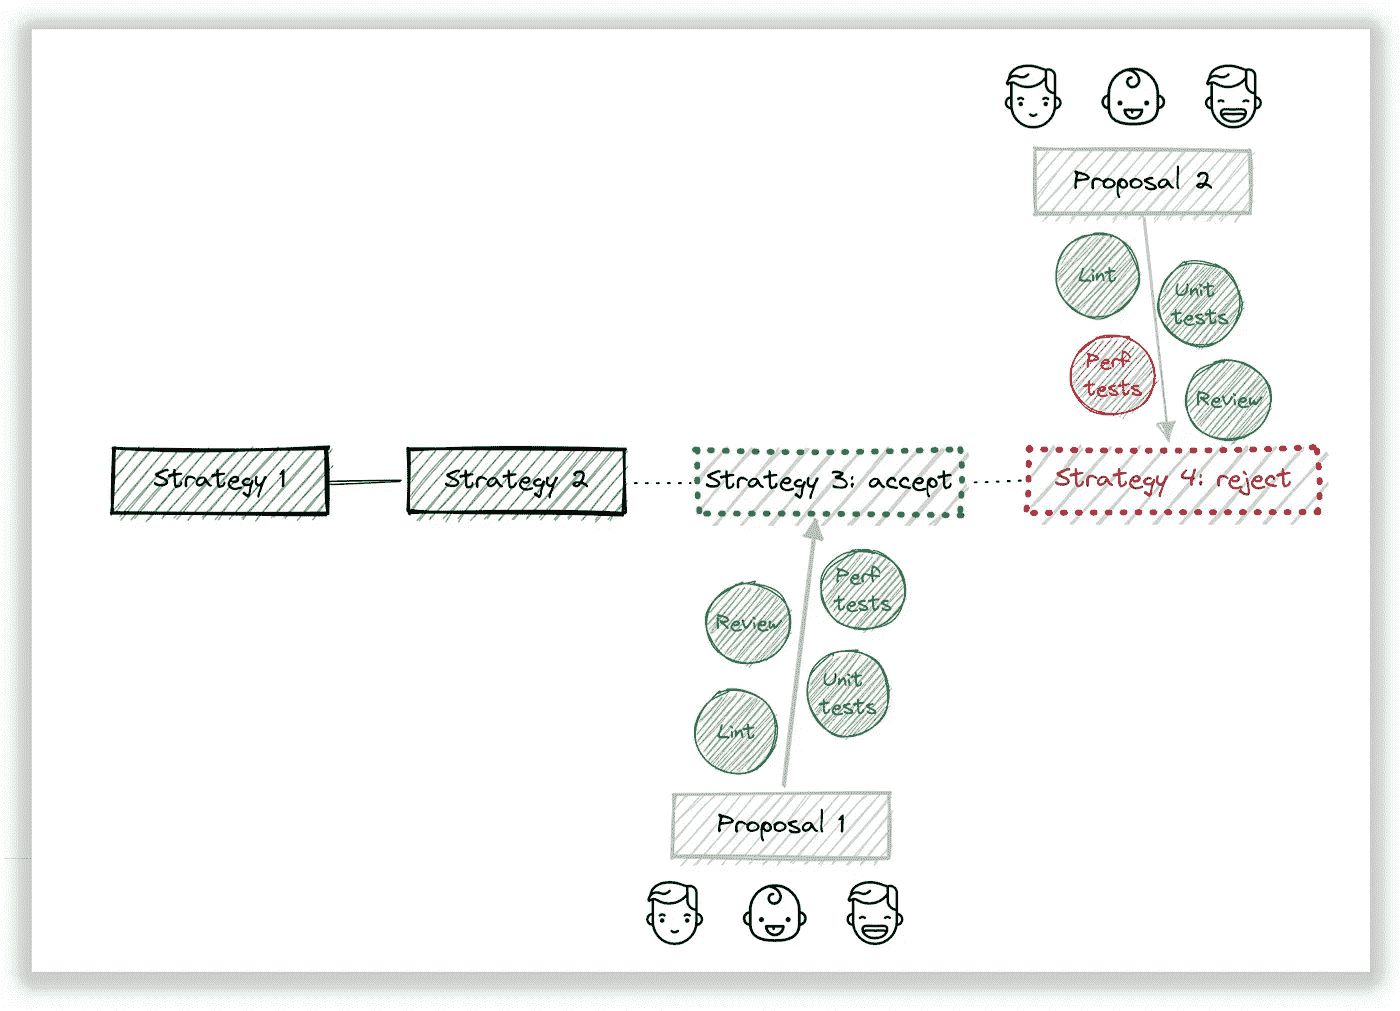 Proposal 2
Lint
Unit
tests
Perf
tests
Review
Strategy 1
Strategy 2
Strategy 3: accept
Strategy 4: reject
Perf
tests
Review
Unit
tests
Lint
Proposal 1